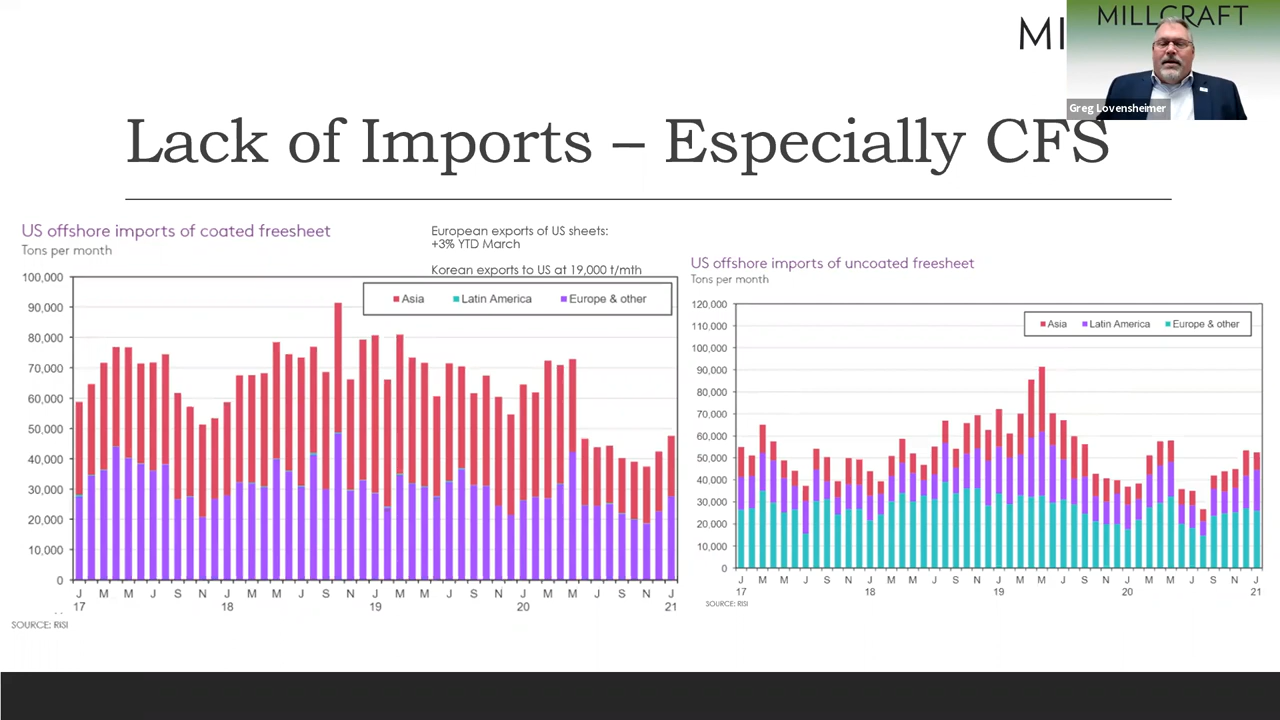 MI
MILLCRAFT
Greg Lovensheimer
Lack of Imports – Especially CFS
US offshore imports of coated freesheet
Tons per month
European exports of US sheets:
+3% YTD March
Korean exports to US at 19,000 t/mth
100,000
90,000
80,000
70,000
60,000
50,000
40,000
30,000
20,000
10,000
0
Asia Latin America Europe & other
J M M J S N J M M J S N J M M J S N J M M J S N J
17 18 19 20 21
SOURCE: RISI
US offshore imports of uncoated freesheet
Tons per month
120,000
110,000
100,000
90,000
80,000
70,000
60,000
50,000
40,000
30,000
20,000
10,000
0
Asia Latin America Europe & other
J M M J S N J M M J S N J M M J S N J M M J S N J
17 18 19 20 21
SOURCE: RISI